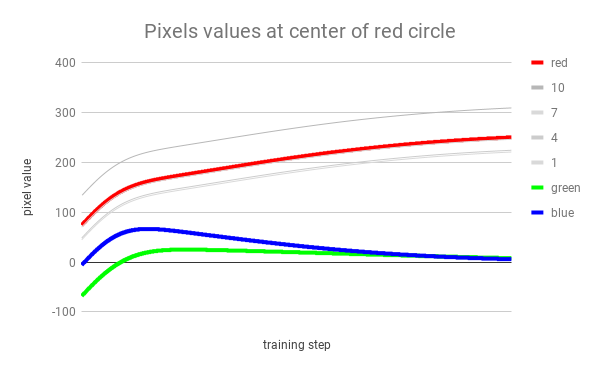 Pixels values at center of red circle
400
300
200
100
0
-100
pixel value
training step
red
10
7
4
1
green
blue